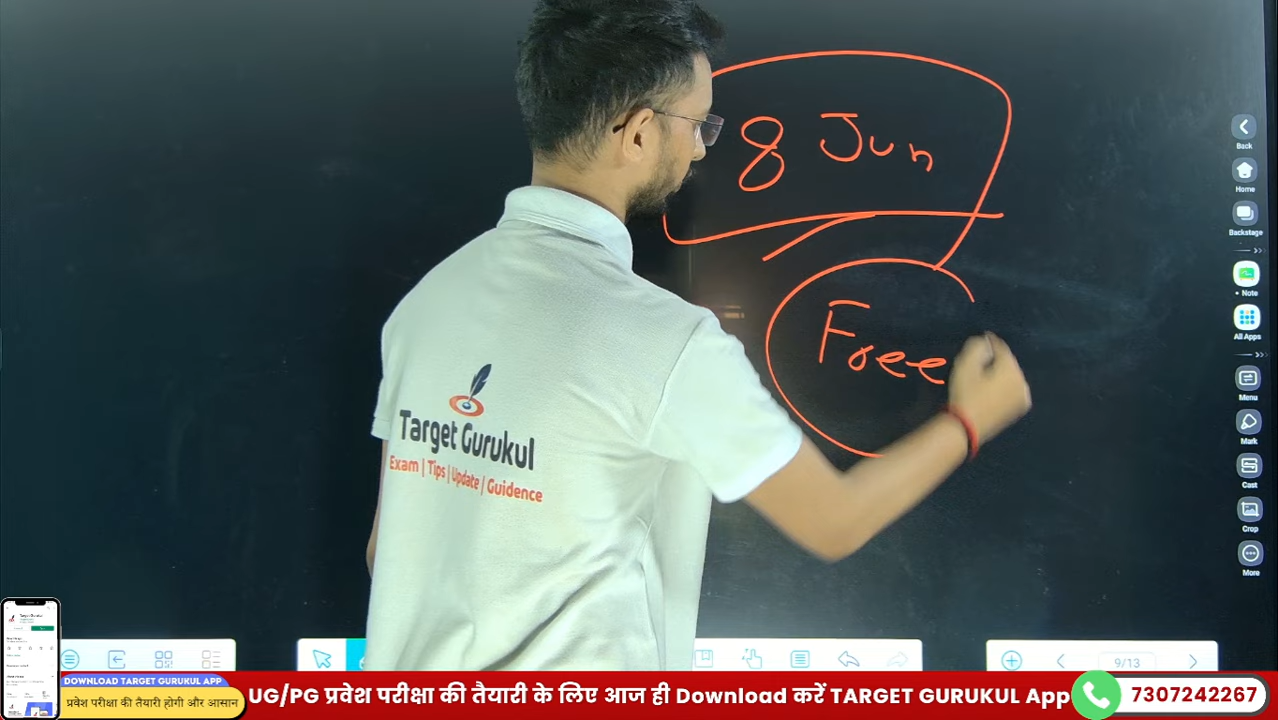 8 Jun
Free
Target Gurukul
Exam | Tips | Update | Guidence
Back
Home
Backstage
Note
All Apps
Menu
Mark
Cast
Crop
More
9/13
DOWNLOAD TARGET GURUKUL APP
प्रवेश परीक्षा की तैयारी होगी और आसान
UG/PG प्रवेश परीक्षा की तैयारी के लिए आज ही Download करें TARGET GURUKUL App
7307242267